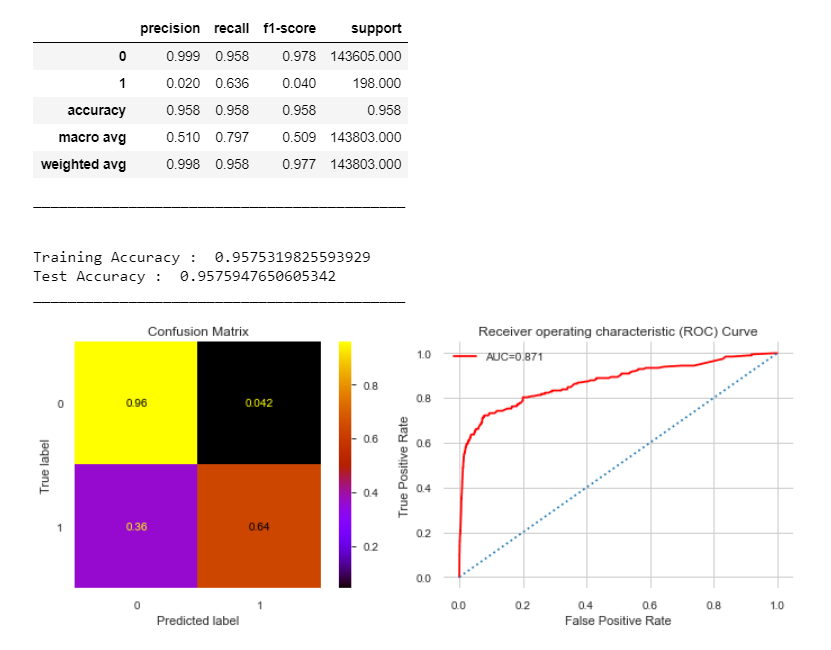 precision recall f1-score support
0 0.999 0.958 0.978 143605.000
1 0.020 0.636 0.040 198.000
accuracy 0.958 0.958 0.958 0.958
macro avg 0.510 0.797 0.509 143803.000
weighted avg 0.998 0.958 0.977 143803.000
Training Accuracy : 0.9575319825593929
Test Accuracy : 0.9575947650605342
Confusion Matrix
0.96 0.042
0.36 0.64
0
1
True label
0 1
Predicted label
0.8
0.6
0.4
0.2
Receiver operating characteristic (ROC) Curve
AUC=0.871
1.0
0.8
0.6
0.4
0.2
0.0
True Positive Rate
0.0 0.2 0.4 0.6 0.8 1.0
False Positive Rate